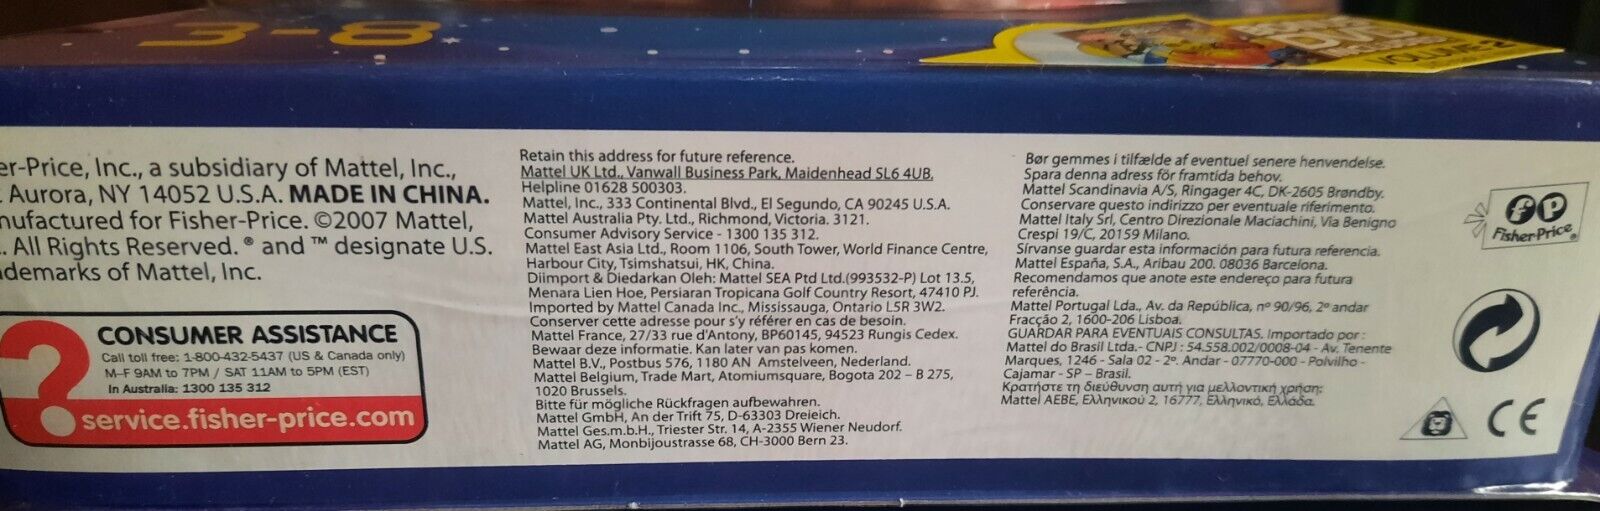 3-8
VOLUME 2
er-Price, Inc., a subsidiary of Mattel, Inc.,
Aurora, NY 14052 U.S.A. MADE IN CHINA.
nufactured for Fisher-Price. ©2007 Mattel,
. All Rights Reserved. ® and ™ designate U.S.
demarks of Mattel, Inc.
?
CONSUMER ASSISTANCE
Call toll free: 1-800-432-5437 (US & Canada only)
M–F 9AM to 7PM / SAT 11AM to 5PM (EST)
In Australia: 1300 135 312
service.fisher-price.com
Retain this address for future reference.
Mattel UK Ltd., Vanwall Business Park, Maidenhead SL6 4UB.
Helpline 01628 500303.
Mattel, Inc., 333 Continental Blvd., El Segundo, CA 90245 U.S.A.
Mattel Australia Pty. Ltd., Richmond, Victoria. 3121.
Consumer Advisory Service - 1300 135 312.
Mattel East Asia Ltd., Room 1106, South Tower, World Finance Centre,
Harbour City, Tsimshatsui, HK, China.
Diimport & Diedarkan Oleh: Mattel SEA Ptd Ltd.(993532-P) Lot 13.5,
Menara Lien Hoe, Persiaran Tropicana Golf Country Resort, 47410 PJ.
Imported by Mattel Canada Inc., Mississauga, Ontario L5R 3W2.
Conserver cette adresse pour s'y référer en cas de besoin.
Mattel France, 27/33 rue d'Antony, BP60145, 94523 Rungis Cedex.
Bewaar deze informatie. Kan later van pas komen.
Mattel B.V., Postbus 576, 1180 AN Amstelveen, Nederland.
Mattel Belgium, Trade Mart, Atomiumsquare, Bogota 202 – B 275,
1020 Brussels.
Bitte für mögliche Rückfragen aufbewahren.
Mattel GmbH, An der Trift 75, D-63303 Dreieich.
Mattel Ges.m.b.H., Triester Str. 14, A-2355 Wiener Neudorf.
Mattel AG, Monbijoustrasse 68, CH-3000 Bern 23.
Bør gemmes i tilfælde af eventuel senere henvendelse.
Spara denna adress för framtida behov.
Mattel Scandinavia A/S, Ringager 4C, DK-2605 Brøndby.
Conservare questo indirizzo per eventuale riferimento.
Mattel Italy Srl, Centro Direzionale Maciachini, Via Benigno
Crespi 19/C, 20159 Milano.
Sírvanse guardar esta información para futura referencia.
Mattel España, S.A., Aribau 200. 08036 Barcelona.
Recomendamos que anote este endereço para futura
referência.
Mattel Portugal Lda., Av. da República, nº 90/96, 2º andar
Fracção 2, 1600-206 Lisboa.
GUARDAR PARA EVENTUAIS CONSULTAS. Importado por :
Mattel do Brasil Ltda.- CNPJ : 54.558.002/0008-04 - Av. Tenente
Marques, 1246 - Sala 02 - 2º. Andar - 07770-000 - Polvilho -
Cajamar - SP – Brasil.
Κρατήστε τη διεύθυνση αυτή για μελλοντική χρήση:
Mattel AEBE, Ελληνικού 2, 16777, Ελληνικό, Ελλάδα.
FP
Fisher-Price®
CE